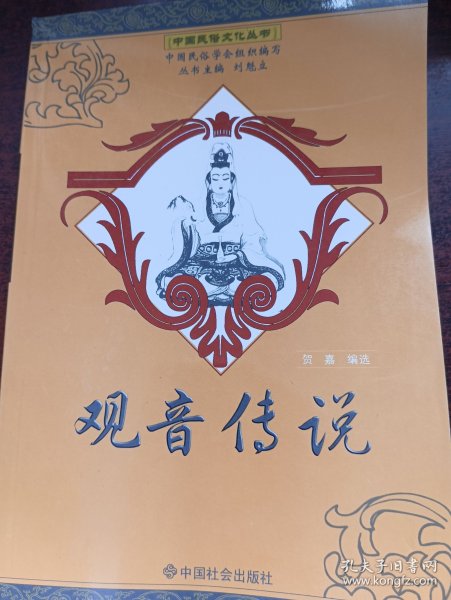 中国民俗文化丛书
中国民俗学会组织编写
丛书主编 刘魁立
贺 嘉 编选
观音传说
中国社会出版社
孔夫子旧书网
www.kongfz.com